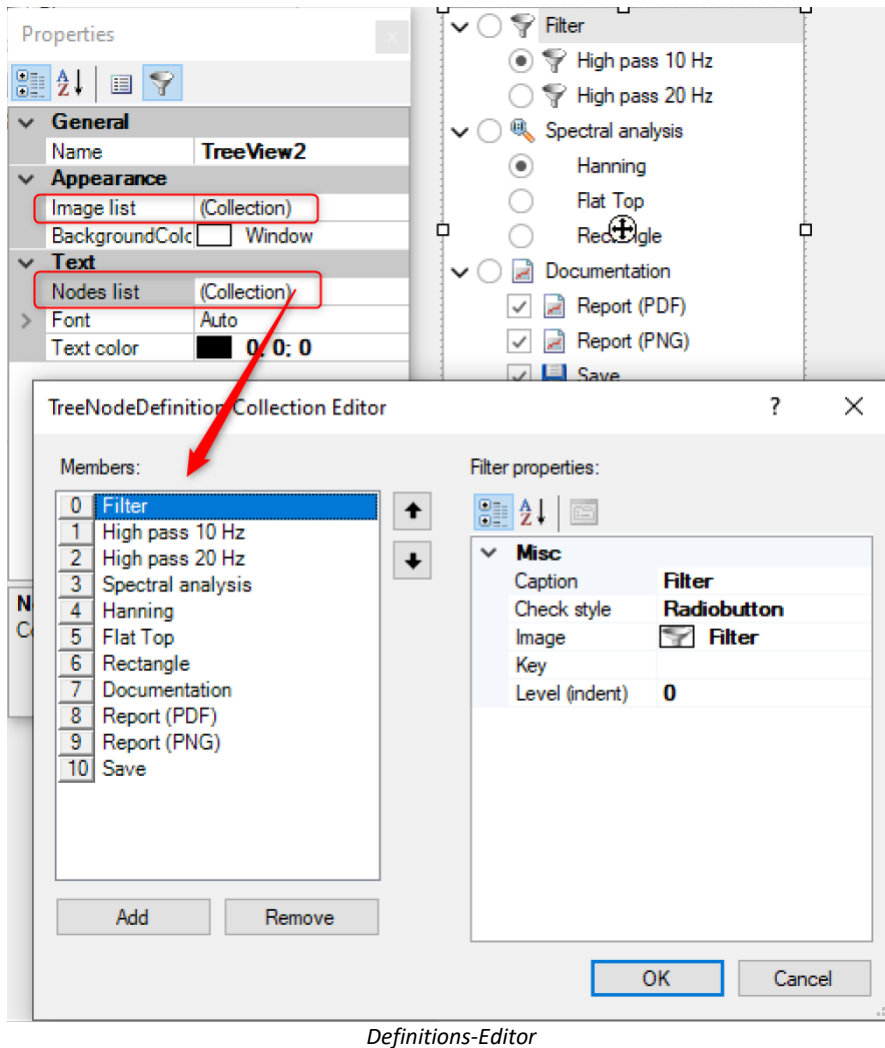 Properties
x
General
Name TreeView2
Appearance
Image list (Collection)
BackgroundColc Window
Text
Nodes list (Collection)
Font Auto
Text color 0; 0; 0
Filter
High pass 10 Hz
High pass 20 Hz
Spectral analysis
Hanning
Flat Top
Rectangle
Documentation
Report (PDF)
Report (PNG)
Save
TreeNodeDefinition Collection Editor ? ×
Members:
0 Filter
1 High pass 10 Hz
2 High pass 20 Hz
3 Spectral analysis
4 Hanning
5 Flat Top
6 Rectangle
7 Documentation
8 Report (PDF)
9 Report (PNG)
10 Save
Add Remove
Filter properties:
Misc
Caption Filter
Check style Radiobutton
Image Filter
Key
Level (indent) 0
OK Cancel
Definitions-Editor